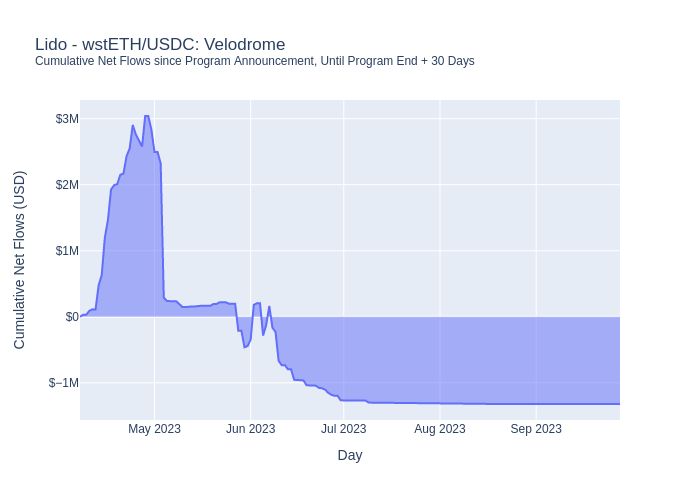 Lido - wstETH/USDC: Velodrome
Cumulative Net Flows since Program Announcement, Until Program End + 30 Days
Cumulative Net Flows (USD)
$3M
$2M
$1M
$0
$−1M
May 2023
Jun 2023
Jul 2023
Aug 2023
Sep 2023
Day